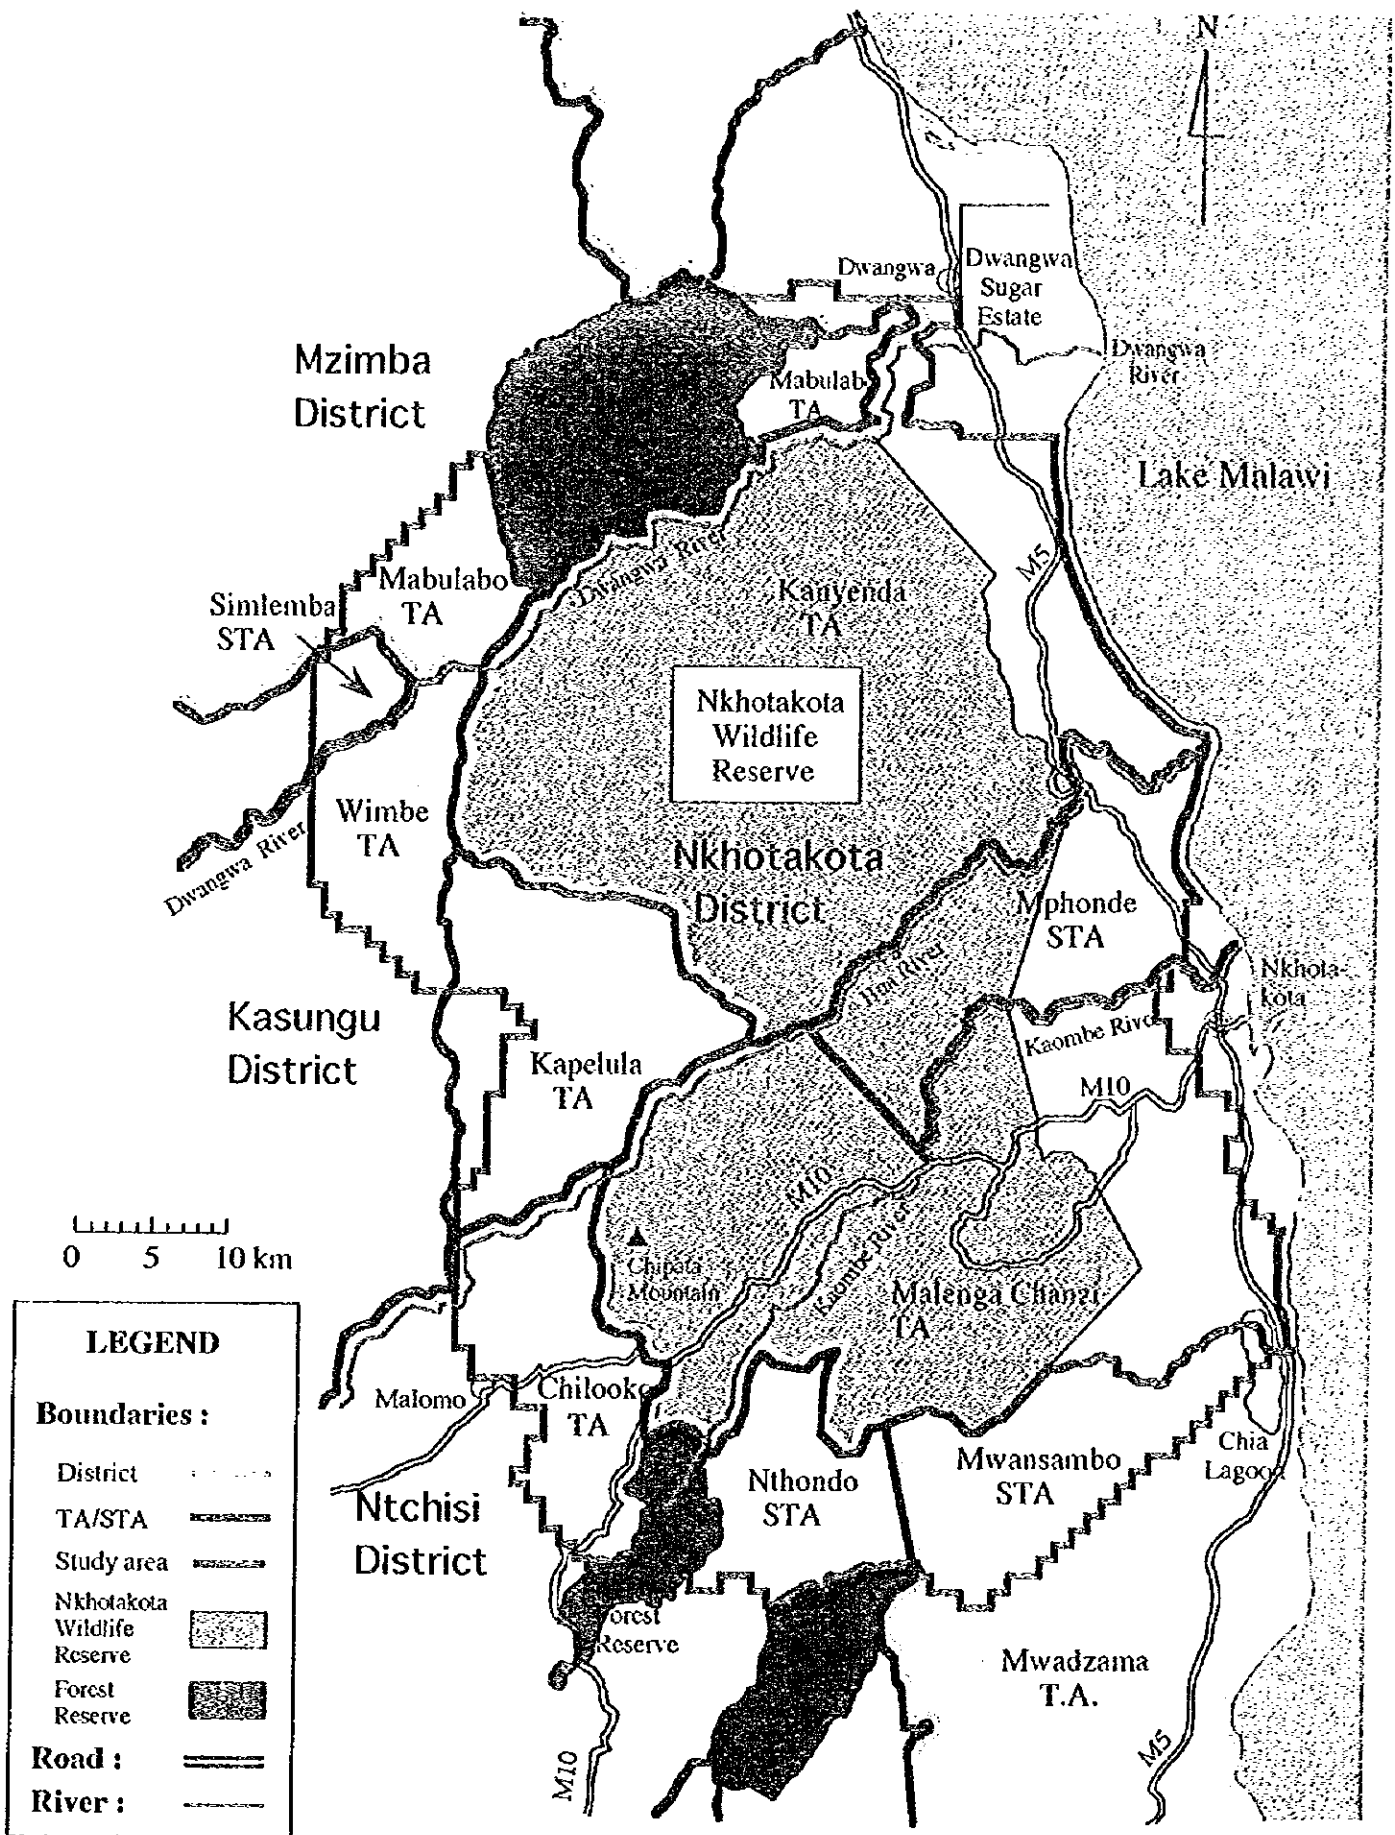 N
Dwangwa
Dwangwa
Sugar
Estate
Dwangwa
River
Mzimba
District
Mabulab
TA
Lake Malawi
M5
Dwangwa River
Mabulabo
TA
Kanyenda
TA
Simlemba
STA
Nkhotakota
Wildlife
Reserve
Wimbe
TA
Dwangwa River
Nkhotakota
District
Mphonde
STA
Nkhota-
kota
River
Kaombe River
Kasungu
District
Kapelula
TA
M10
M10
Kaombe River
0 5 10 km
Chipata
Mountain
Malenga Chanzi
TA
Malomo
Chilooko
TA
Chia
Lagoon
Mwansambo
STA
Nthondo
STA
Ntchisi
District
Forest
Reserve
Mwadzama
T.A.
M5
M10
LEGEND
Boundaries :
District
TA/STA
Study area
Nkhotakota
Wildlife
Reserve
Forest
Reserve
Road :
River :